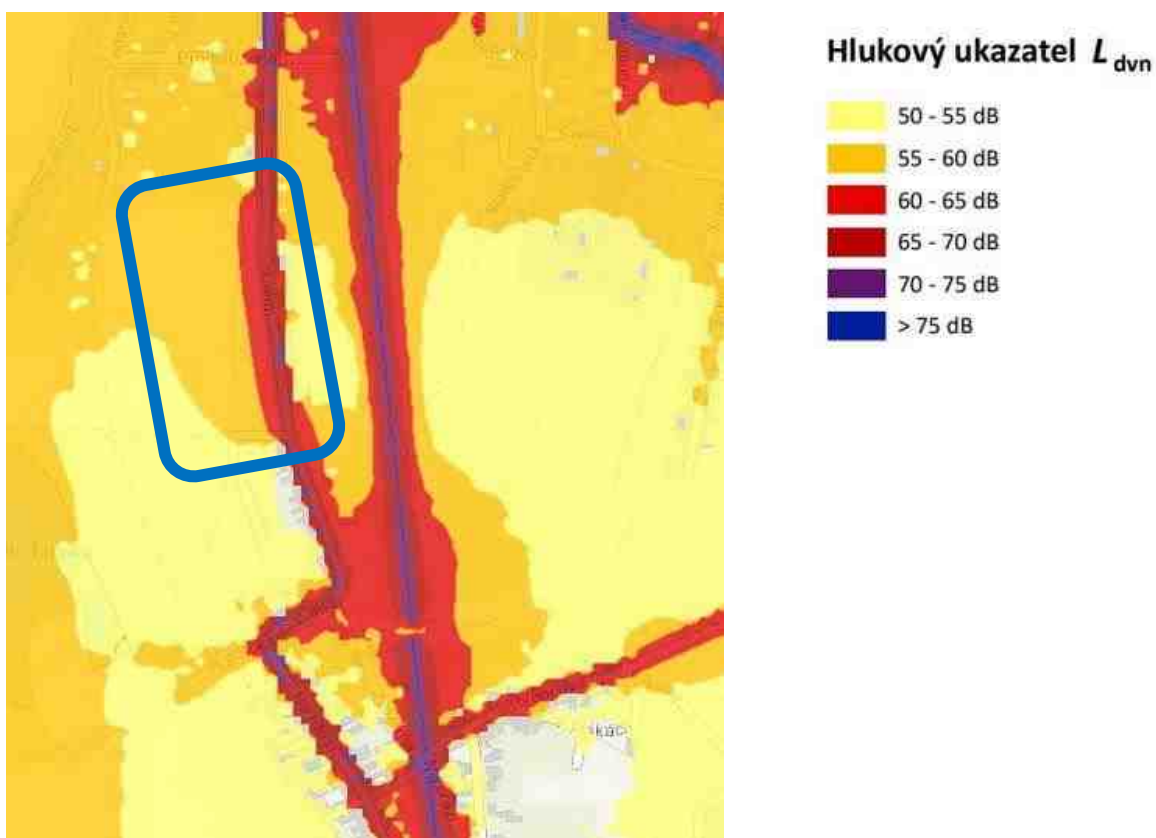 Hlukový ukazatel L dvn
50 - 55 dB
55 - 60 dB
60 - 65 dB
65 - 70 dB
70 - 75 dB
> 75 dB